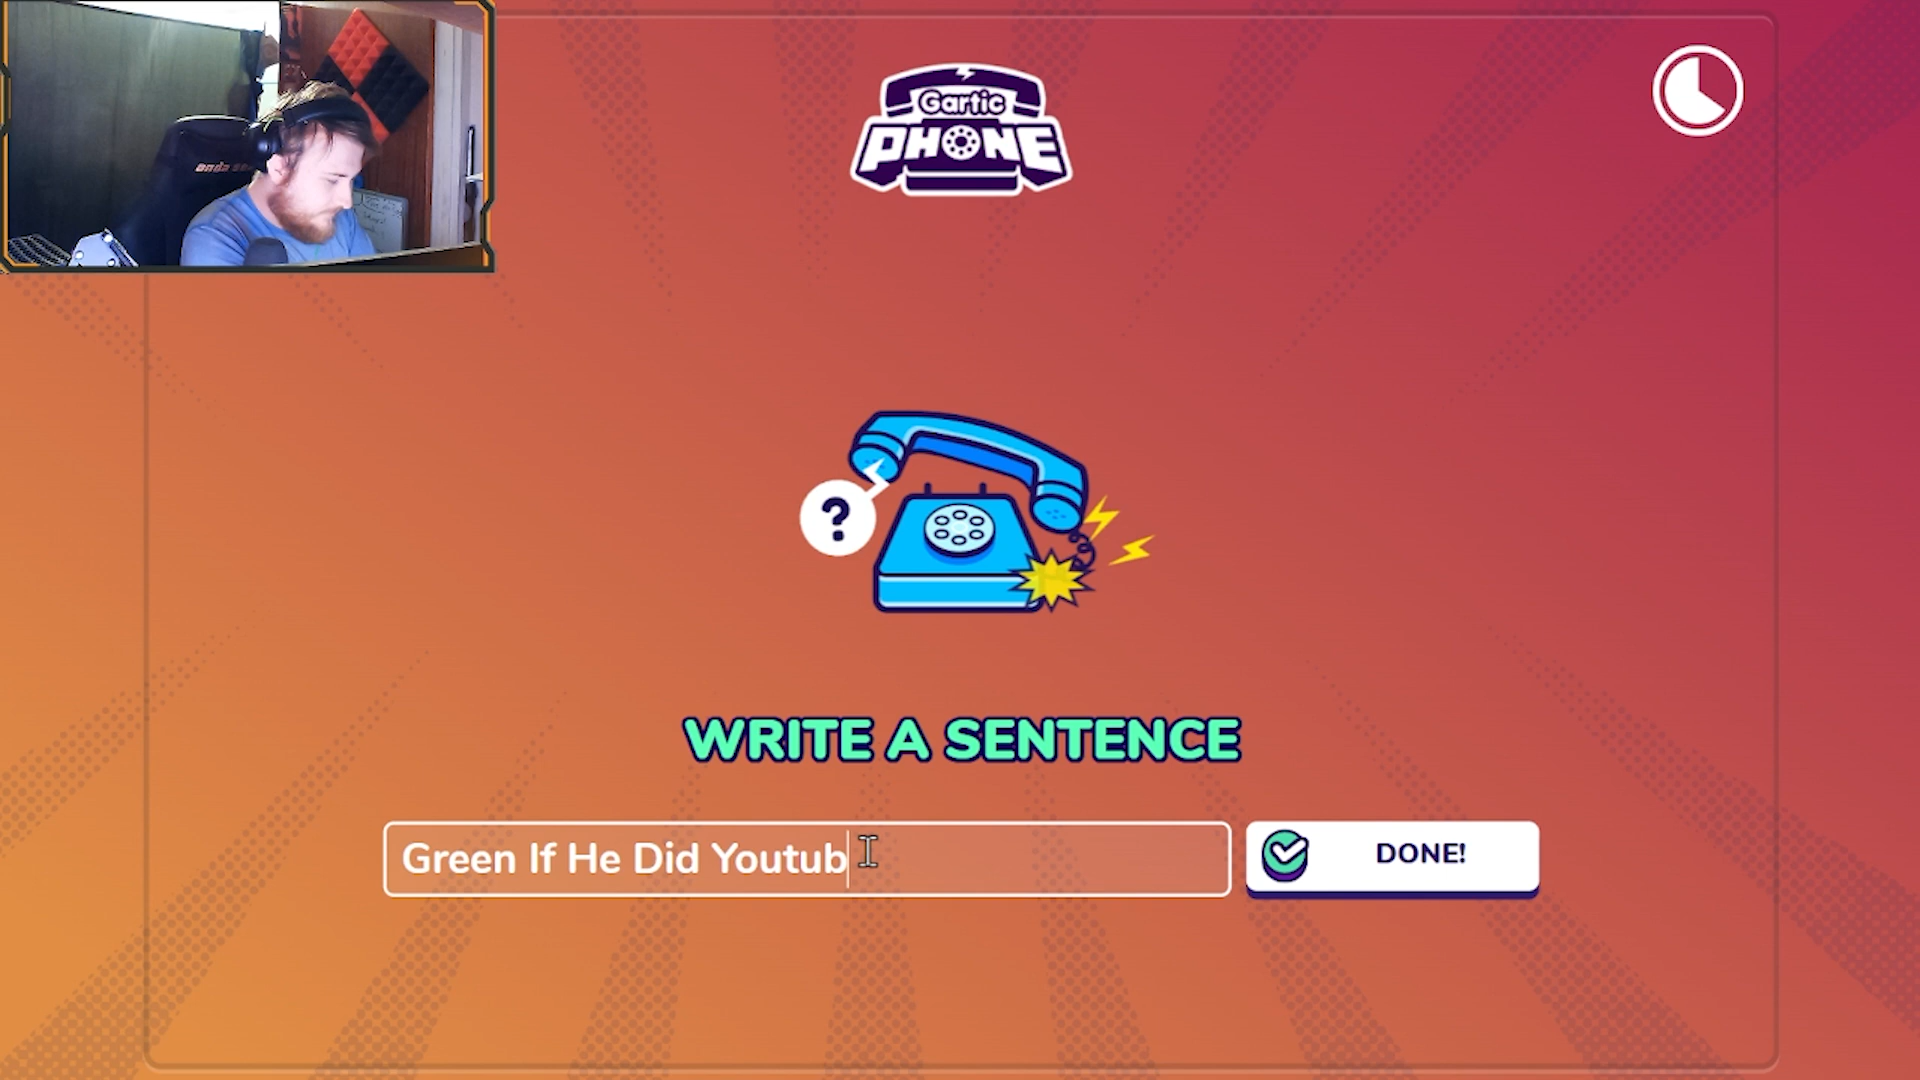 Gartic
PHONE
?
WRITE A SENTENCE
Green If He Did Youtub
DONE!